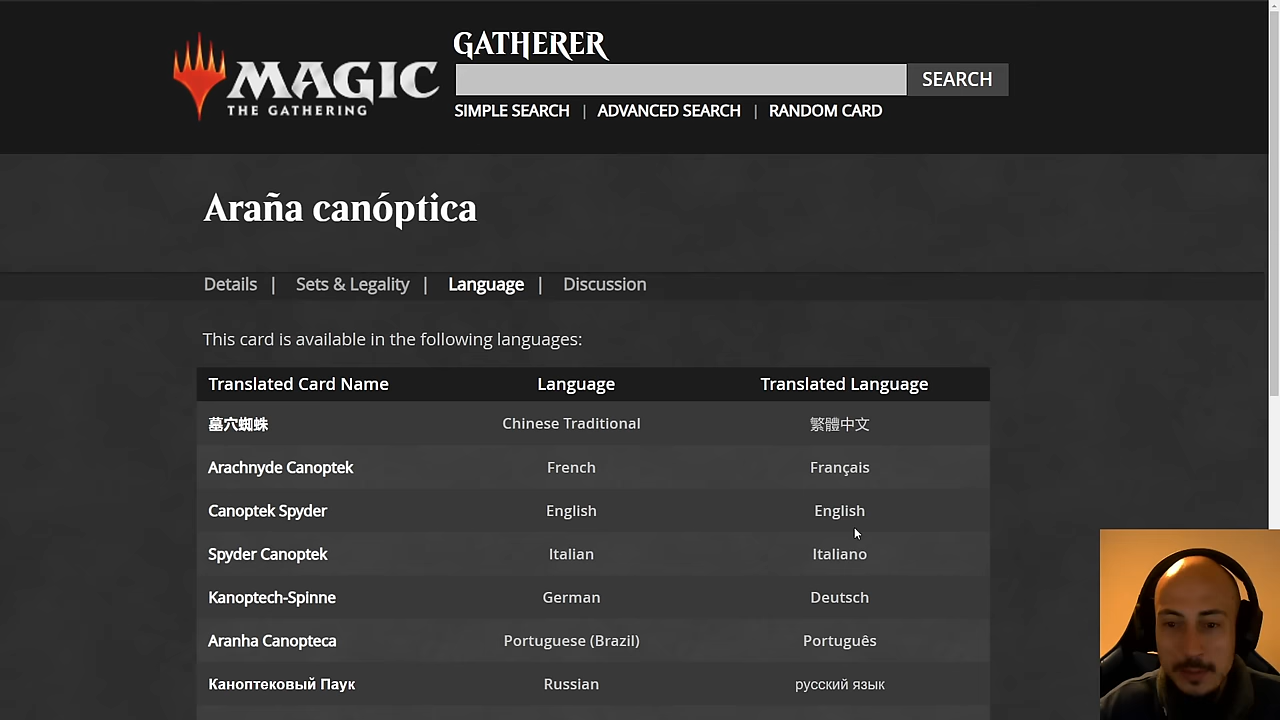 GATHERER
MAGIC
THE GATHERING
SEARCH
SIMPLE SEARCH | ADVANCED SEARCH | RANDOM CARD
Araña canóptica
Details | Sets & Legality | Language | Discussion
This card is available in the following languages:
Translated Card Name Language Translated Language
墓穴蜘蛛 Chinese Traditional 繁體中文
Arachnyde Canoptek French Français
Canoptek Spyder English English
Spyder Canoptek Italian Italiano
Kanoptech-Spinne German Deutsch
Aranha Canopteca Portuguese (Brazil) Português
Каноптековый Паук Russian русский язык